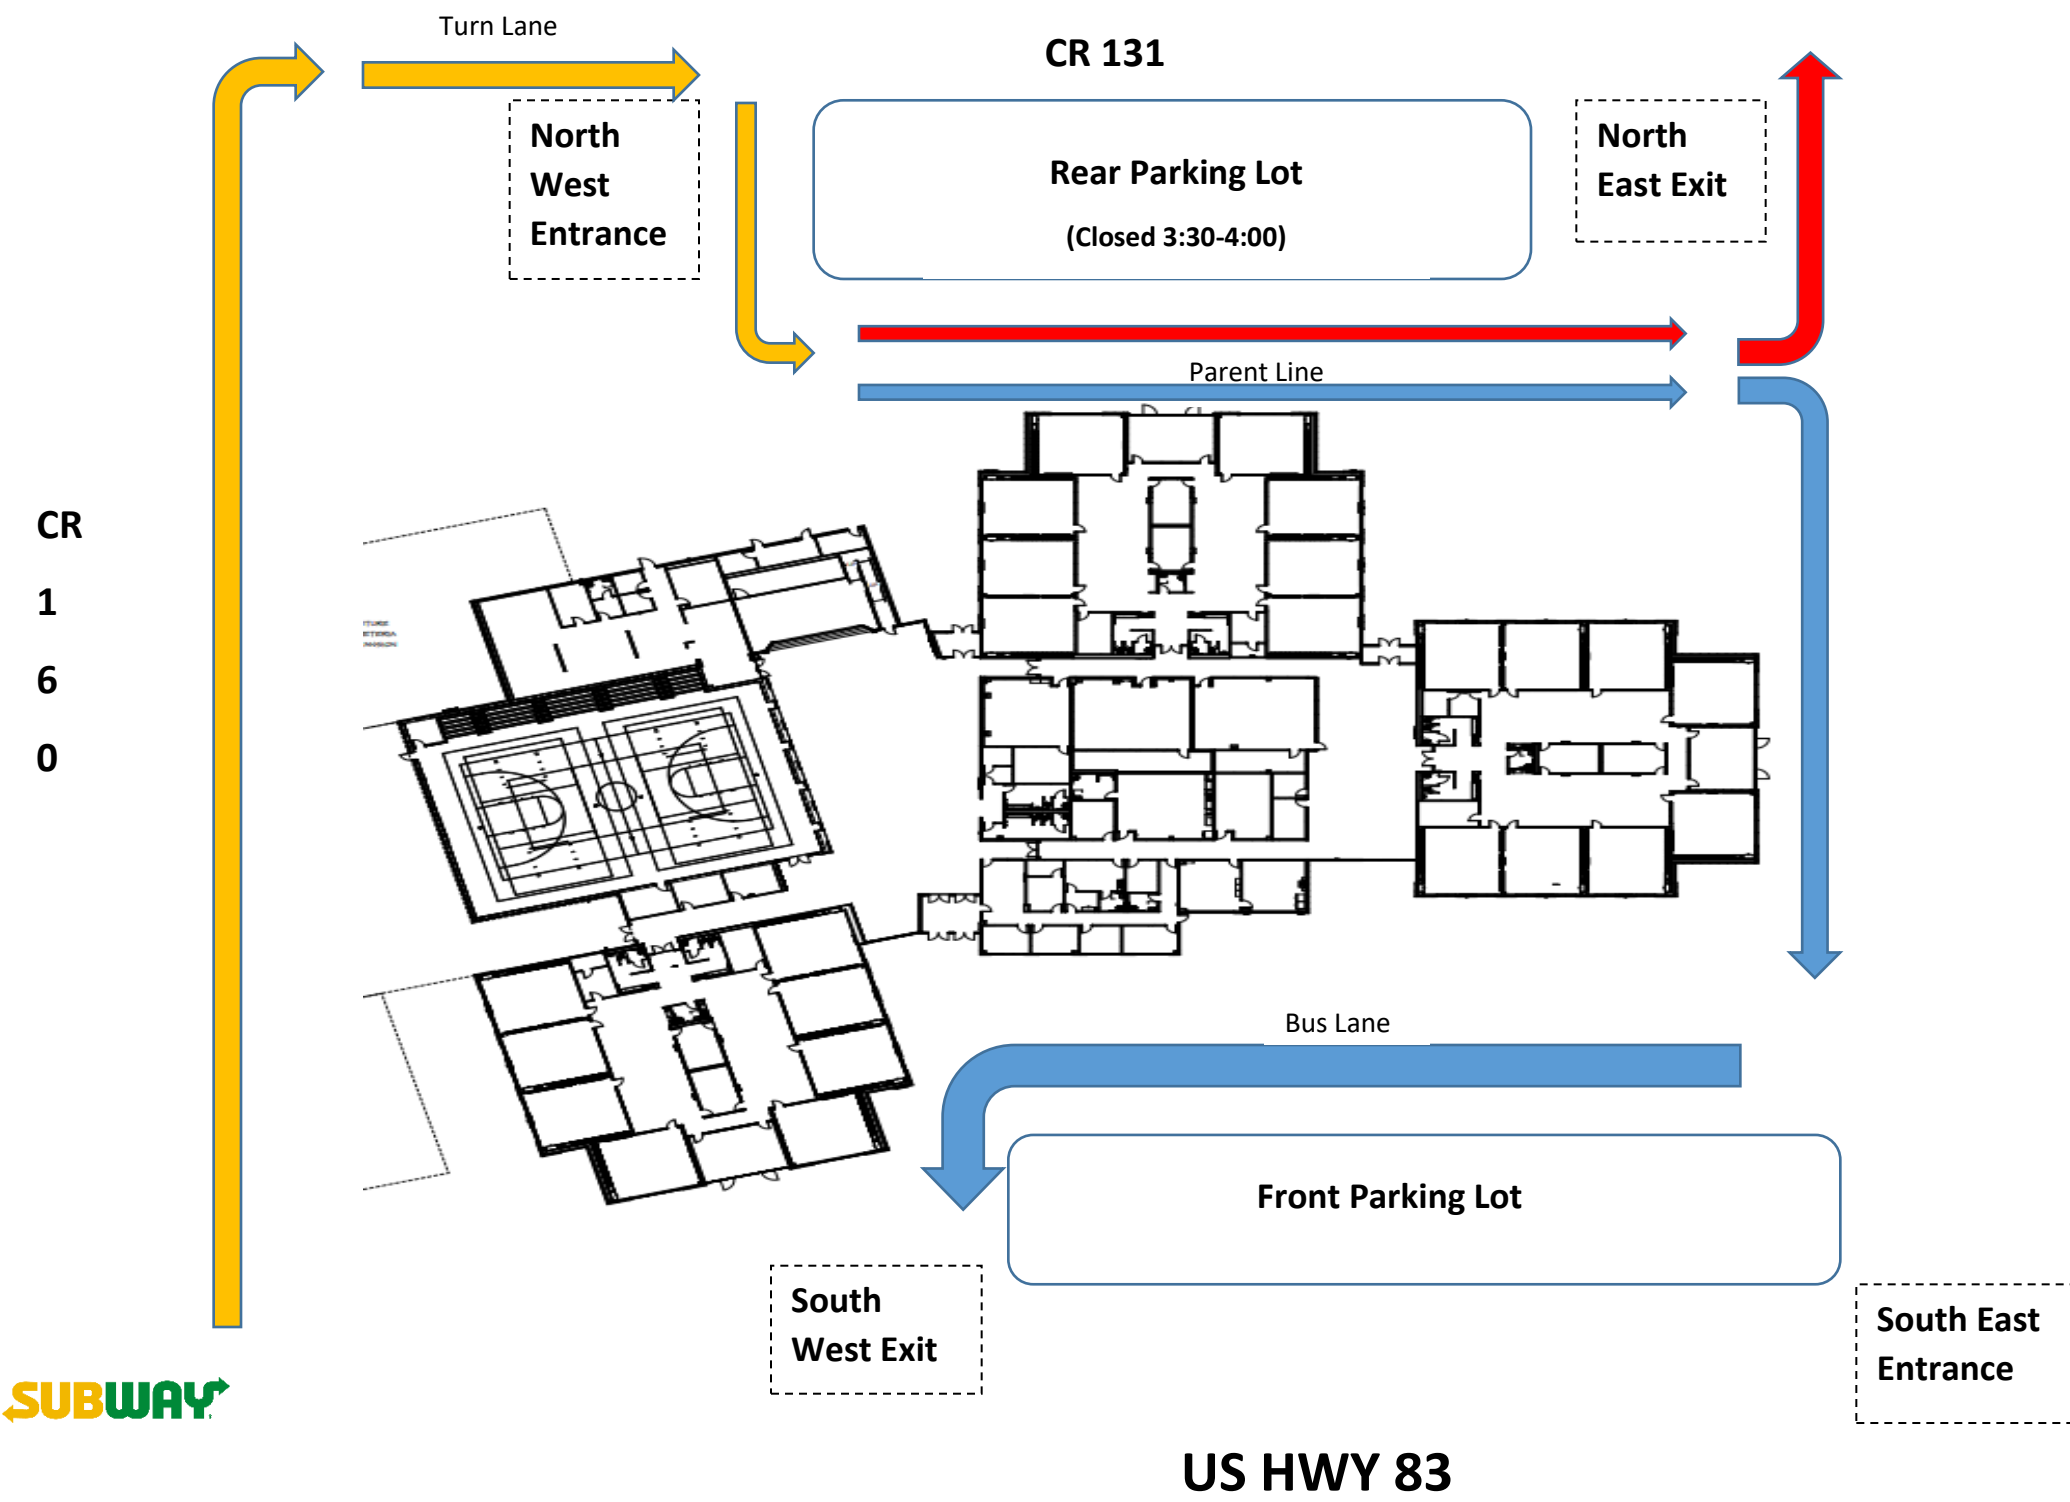 Turn Lane
CR 131
North
West
Entrance
Rear Parking Lot
(Closed 3:30-4:00)
North
East Exit
Parent Line
CR
1
6
0
Bus Lane
Front Parking Lot
South
West Exit
South East
Entrance
SUBWAY
US HWY 83